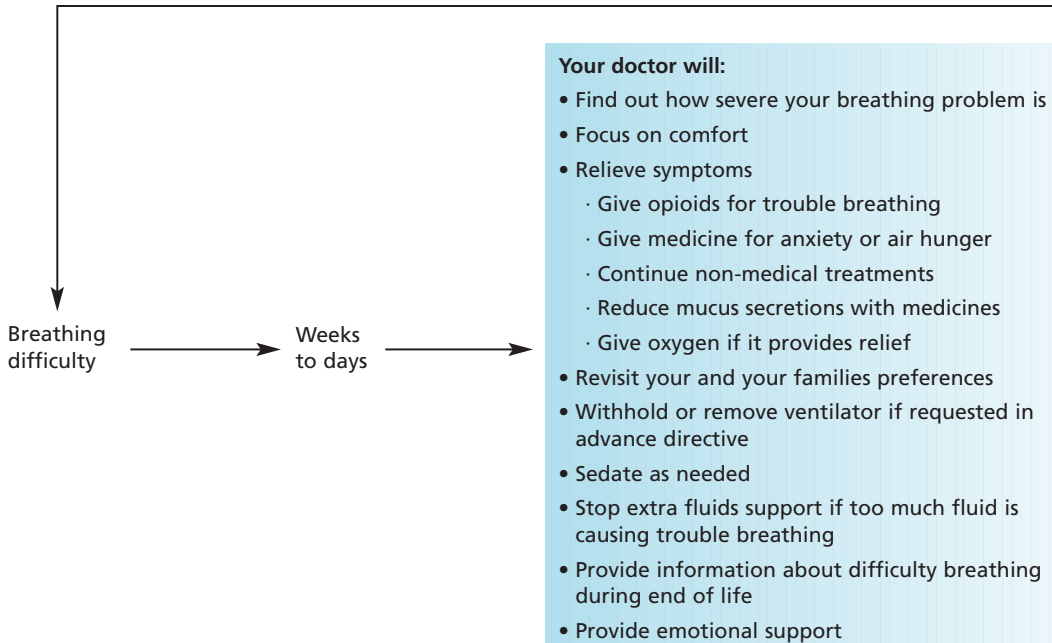 Breathing
difficulty
Weeks
to days
Your doctor will:
• Find out how severe your breathing problem is
• Focus on comfort
• Relieve symptoms
· Give opioids for trouble breathing
· Give medicine for anxiety or air hunger
· Continue non-medical treatments
· Reduce mucus secretions with medicines
· Give oxygen if it provides relief
• Revisit your and your families preferences
• Withhold or remove ventilator if requested in
advance directive
• Sedate as needed
• Stop extra fluids support if too much fluid is
causing trouble breathing
• Provide information about difficulty breathing
during end of life
• Provide emotional support